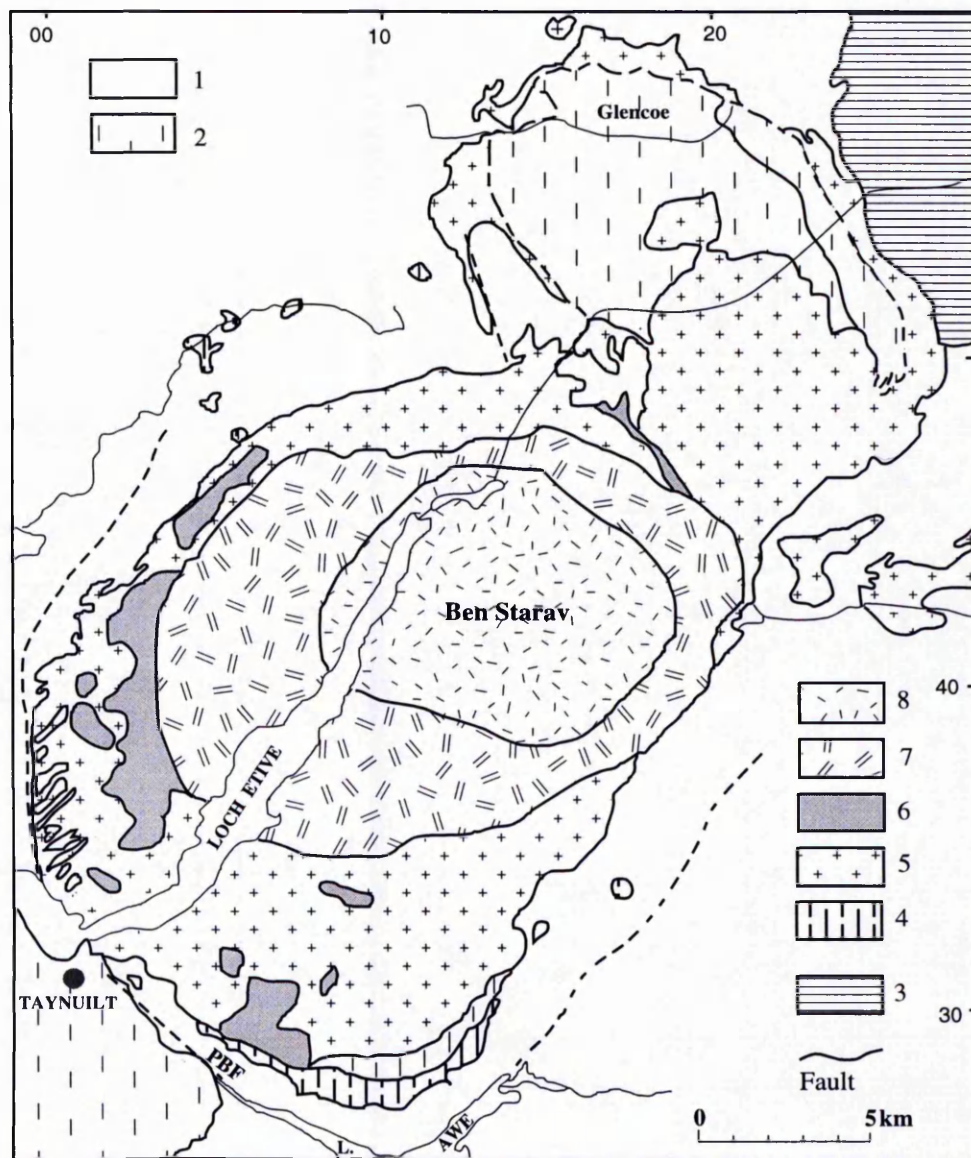 00 10 20
1
2
Glencoe
Ben Starav
40
8
7
LOCH ETIVE
6
5
4
TAYNUILT
3
30
PBF
Fault
AWE
0 5km
L.